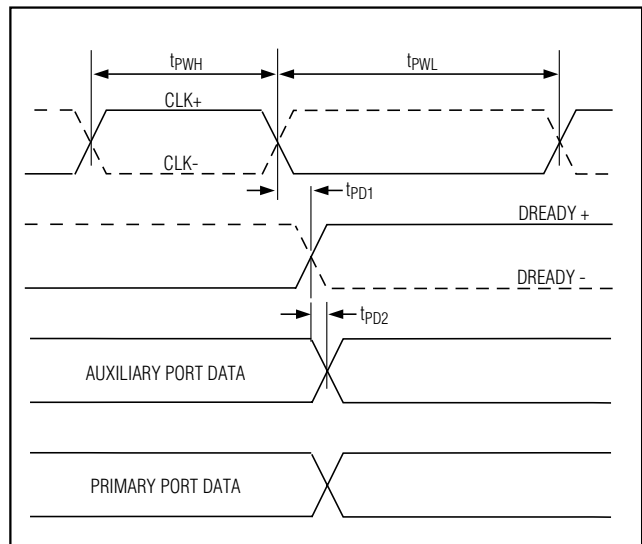 tPWH
tPWL
CLK+
CLK-
tPD1
DREADY +
DREADY -
tPD2
AUXILIARY PORT DATA
PRIMARY PORT DATA